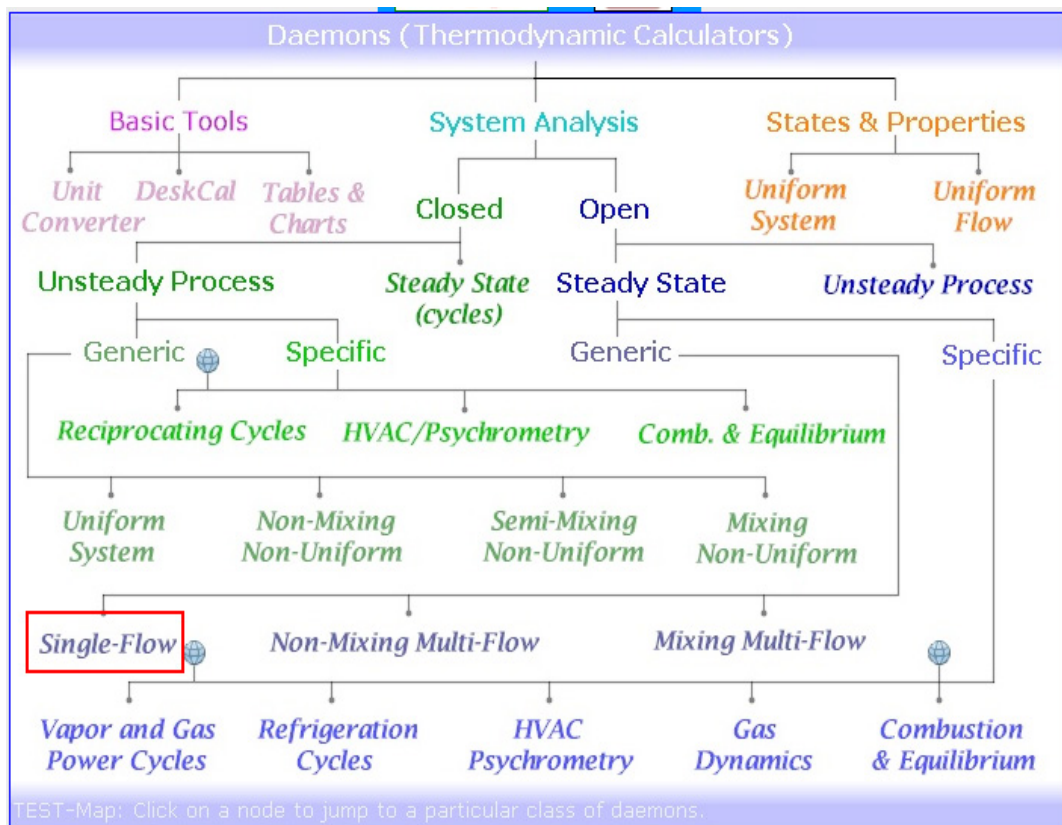 Daemons (Thermodynamic Calculators)
Basic Tools
System Analysis
States & Properties
Unit
Converter
DeskCal
Tables &
Charts
Closed
Open
Uniform
System
Uniform
Flow
Unsteady Process
Steady State
(cycles)
Steady State
Unsteady Process
Generic
Specific
Generic
Specific
Reciprocating Cycles
HVAC/Psychrometry
Comb. & Equilibrium
Uniform
System
Non-Mixing
Non-Uniform
Semi-Mixing
Non-Uniform
Mixing
Non-Uniform
Single-Flow
Non-Mixing Multi-Flow
Mixing Multi-Flow
Vapor and Gas
Power Cycles
Refrigeration
Cycles
HVAC
Psychrometry
Gas
Dynamics
Combustion
& Equilibrium
TEST-Map: Click on a node to jump to a particular class of daemons.